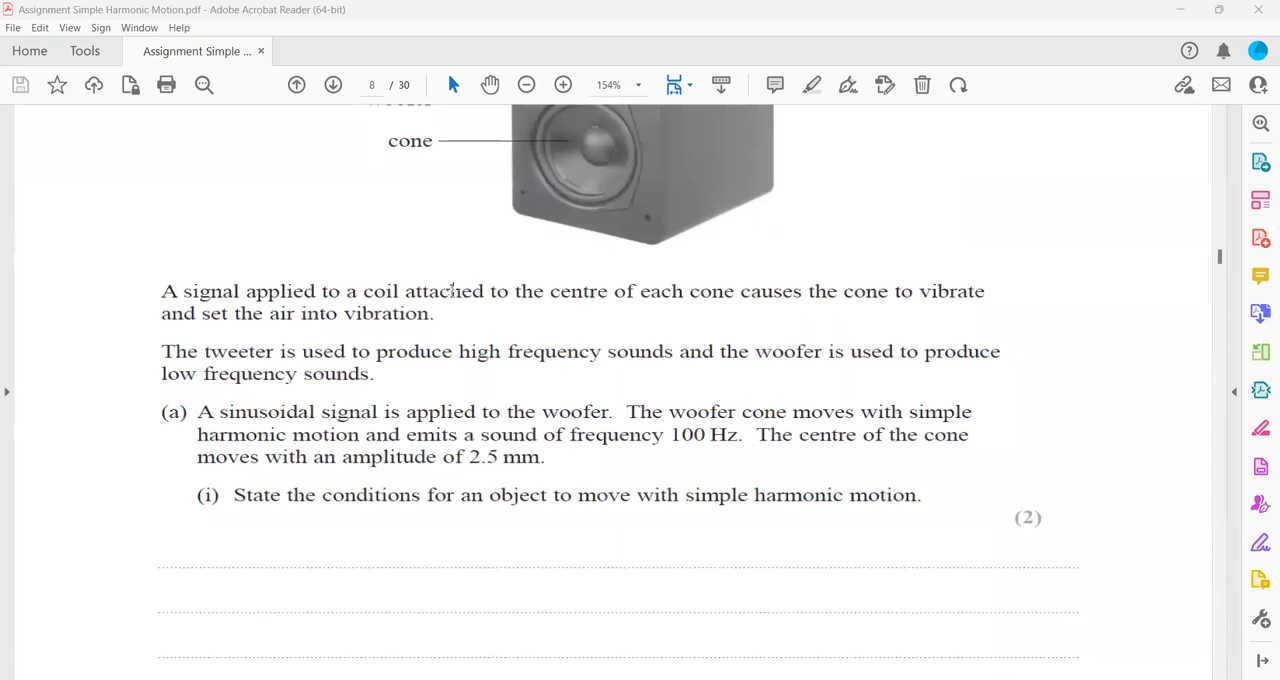 Assignment Simple Harmonic Motion.pdf - Adobe Acrobat Reader (64-bit)
File Edit View Sign Window Help
Home Tools Assignment Simple ... ×
8 / 30 154%
cone
A signal applied to a coil attached to the centre of each cone causes the cone to vibrate
and set the air into vibration.
The tweeter is used to produce high frequency sounds and the woofer is used to produce
low frequency sounds.
(a) A sinusoidal signal is applied to the woofer. The woofer cone moves with simple
harmonic motion and emits a sound of frequency 100 Hz. The centre of the cone
moves with an amplitude of 2.5 mm.
(i) State the conditions for an object to move with simple harmonic motion.
(2)